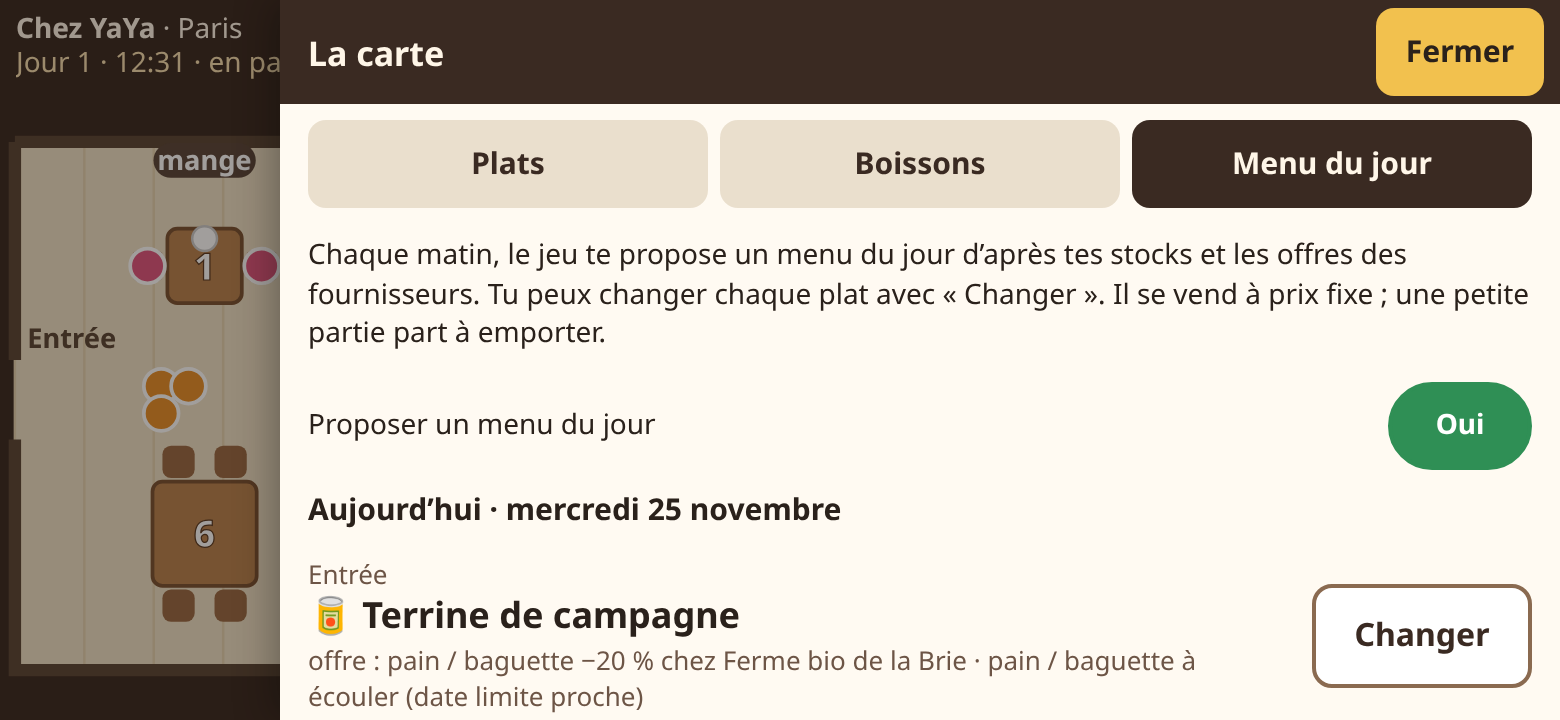 Chez YaYa · Paris
Jour 1 · 12:31 · en pa
mange
1
Entrée
6
La carte
Fermer
Plats
Boissons
Menu du jour
Chaque matin, le jeu te propose un menu du jour d’après tes stocks et les offres des
fournisseurs. Tu peux changer chaque plat avec « Changer ». Il se vend à prix fixe ; une petite
partie part à emporter.
Proposer un menu du jour
Oui
Aujourd’hui · mercredi 25 novembre
Entrée
Terrine de campagne
offre : pain / baguette −20 % chez Ferme bio de la Brie · pain / baguette à
écouler (date limite proche)
Changer